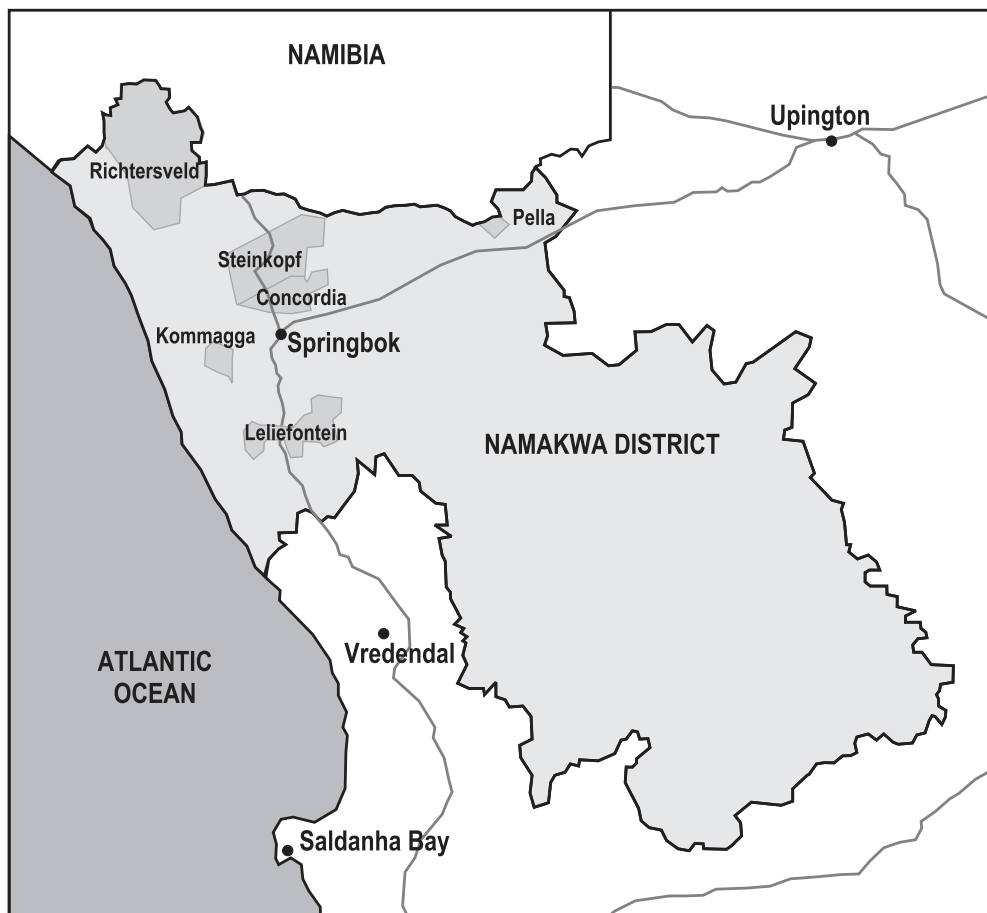 NAMIBIA
Upington
Richtersveld
Pella
Steinkopf
Concordia
Kommagga
Springbok
Leliefontein
NAMAKWA DISTRICT
Vredendal
ATLANTIC
OCEAN
Saldanha Bay